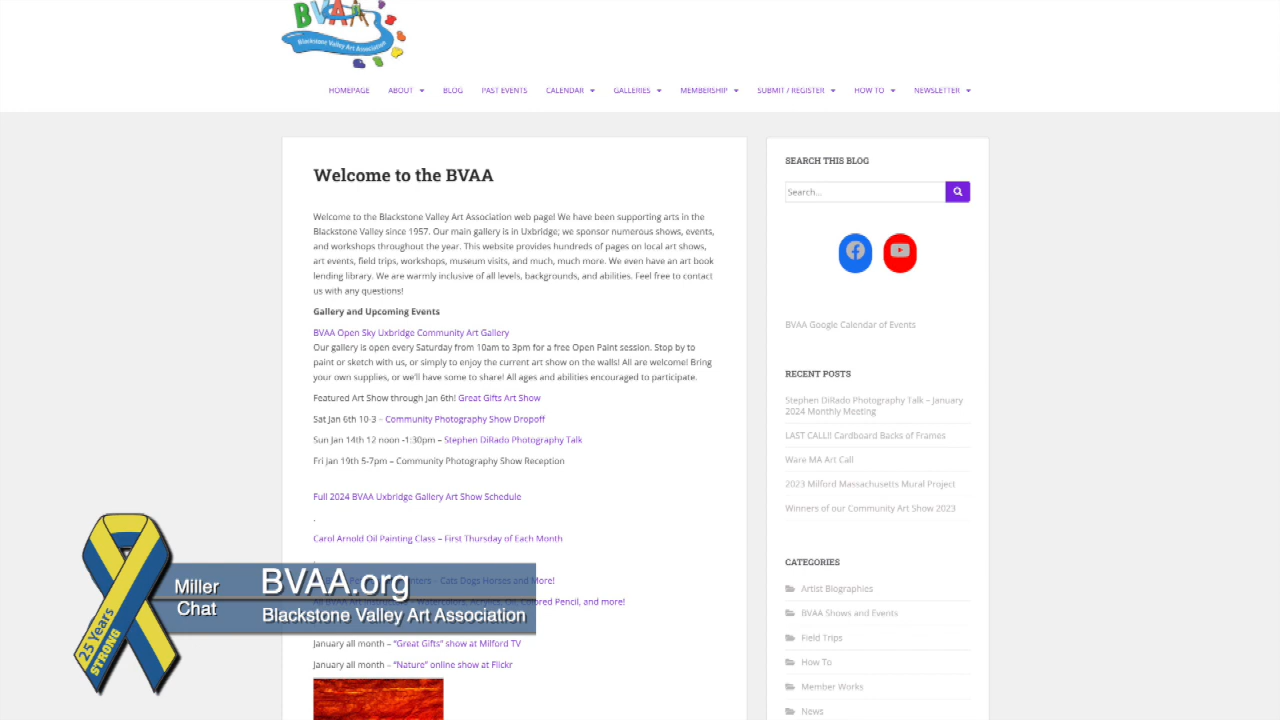 BVAA
Blackstone Valley Art Association
HOMEPAGE ABOUT BLOG PAST EVENTS CALENDAR GALLERIES MEMBERSHIP SUBMIT / REGISTER HOW TO NEWSLETTER
Welcome to the BVAA
Welcome to the Blackstone Valley Art Association web page! We have been supporting arts in the
Blackstone Valley since 1957. Our main gallery is in Uxbridge; we sponsor numerous shows, events,
and workshops throughout the year. This website provides hundreds of pages on local art shows,
art events, field trips, workshops, museum visits, and much, much more. We even have an art book
lending library. We are warmly inclusive of all levels, backgrounds, and abilities. Feel free to contact
us with any questions!
Gallery and Upcoming Events
BVAA Open Sky Uxbridge Community Art Gallery
Our gallery is open every Saturday from 10am to 3pm for a free Open Paint session. Stop by to
paint or sketch with us, or simply to enjoy the current art show on the walls! All are welcome! Bring
your own supplies, or we'll have some to share! All ages and abilities encouraged to participate.
Featured Art Show through Jan 6th! Great Gifts Art Show
Sat Jan 6th 10-3 – Community Photography Show Dropoff
Sun Jan 14th 12 noon -1:30pm – Stephen DiRado Photography Talk
Fri Jan 19th 5-7pm – Community Photography Show Reception
Full 2024 BVAA Uxbridge Gallery Art Show Schedule
.
Carol Arnold Oil Painting Class – First Thursday of Each Month
.
– Cats Dogs Horses and More!
Colored Pencil, and more!
January all month – “Great Gifts” show at Milford TV
January all month – “Nature” online show at Flickr
SEARCH THIS BLOG
Search...
BVAA Google Calendar of Events
RECENT POSTS
Stephen DiRado Photography Talk – January
2024 Monthly Meeting
LAST CALL!! Cardboard Backs of Frames
Ware MA Art Call
2023 Milford Massachusetts Mural Project
Winners of our Community Art Show 2023
CATEGORIES
Artist Biographies
BVAA Shows and Events
Field Trips
How To
Member Works
News
25 Years
STRONG
Miller
Chat
BVAA.org
Blackstone Valley Art Association